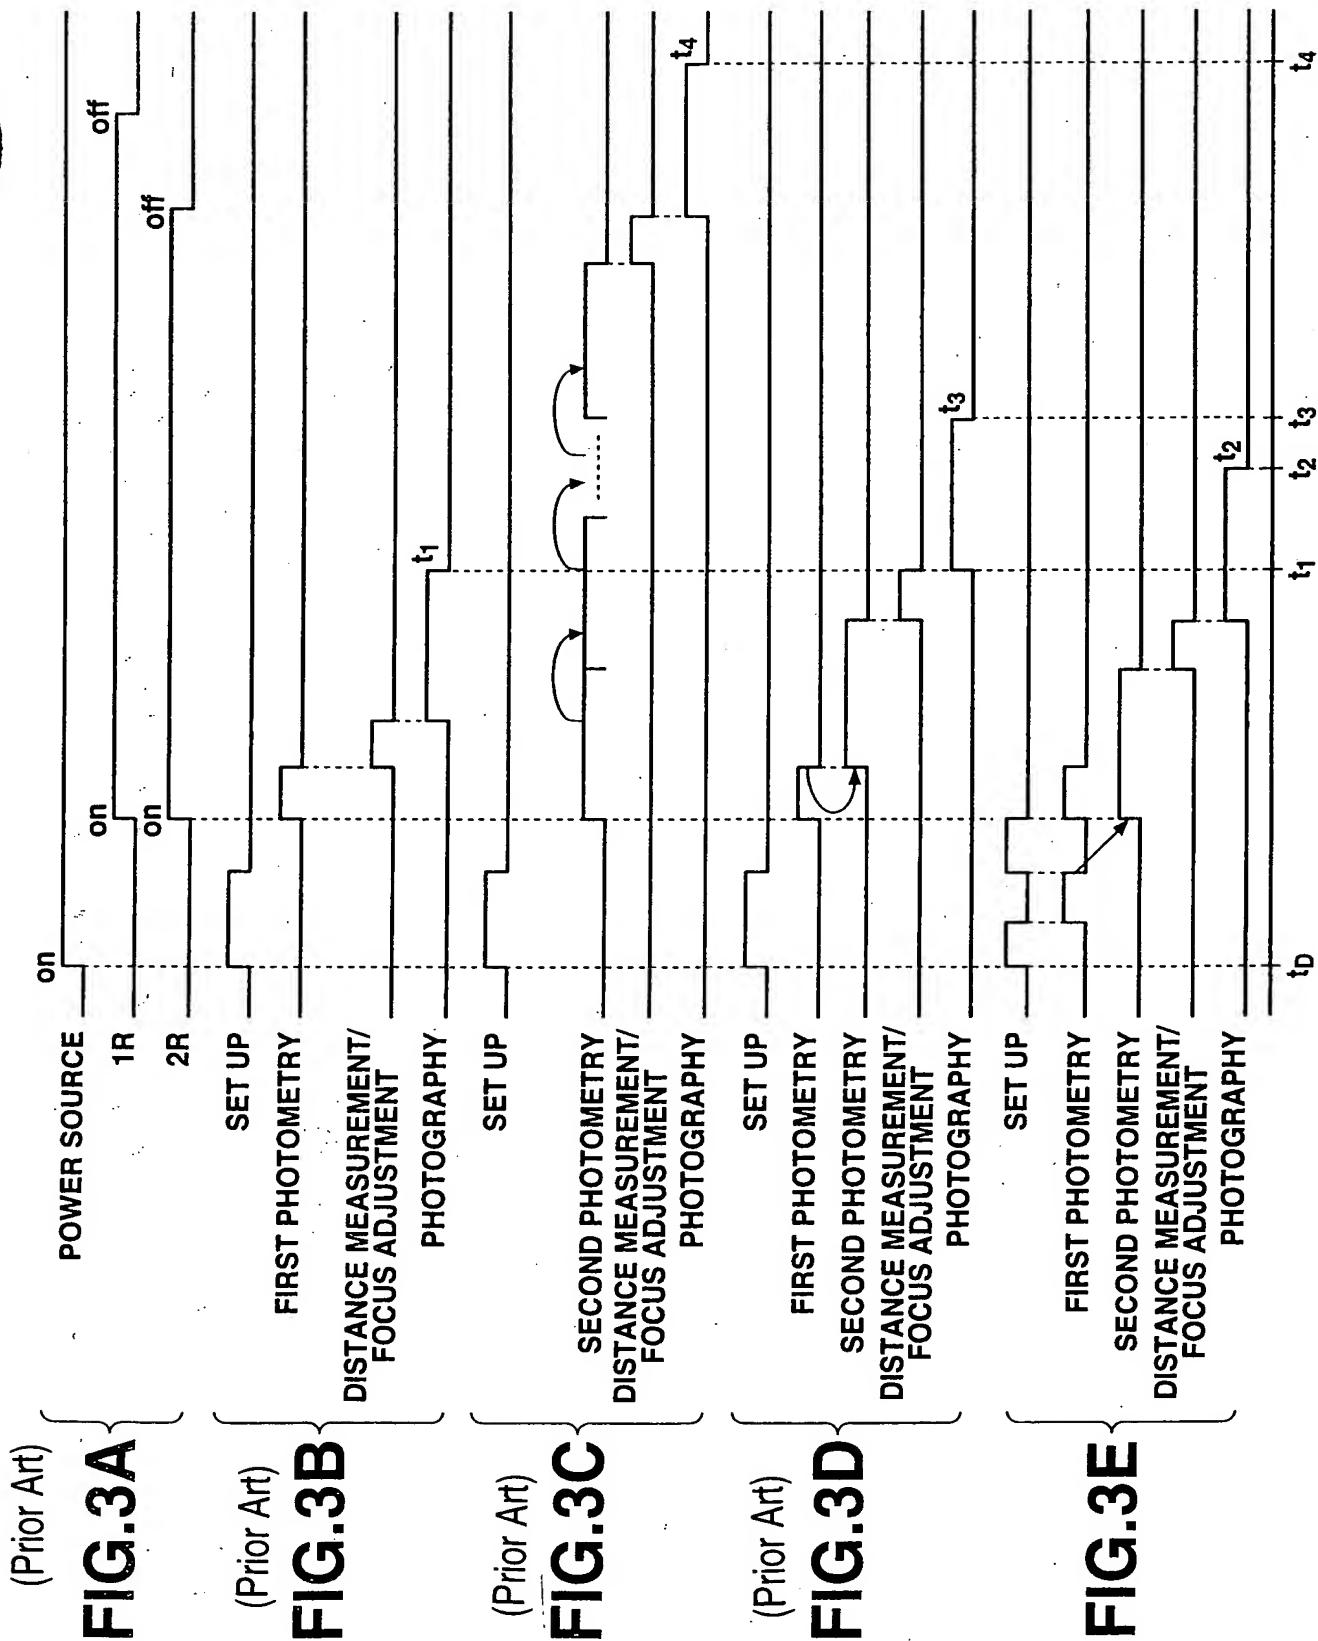 (Prior Art)
FIG.3A
POWER SOURCE
on
1R
on
off
2R
on
off
(Prior Art)
FIG.3B
SET UP
FIRST PHOTOMETRY
DISTANCE MEASUREMENT/
FOCUS ADJUSTMENT
PHOTOGRAPHY
t1
(Prior Art)
FIG.3C
SET UP
SECOND PHOTOMETRY
DISTANCE MEASUREMENT/
FOCUS ADJUSTMENT
PHOTOGRAPHY
t4
(Prior Art)
FIG.3D
SET UP
FIRST PHOTOMETRY
SECOND PHOTOMETRY
DISTANCE MEASUREMENT/
FOCUS ADJUSTMENT
PHOTOGRAPHY
t3
FIG.3E
SET UP
FIRST PHOTOMETRY
SECOND PHOTOMETRY
DISTANCE MEASUREMENT/
FOCUS ADJUSTMENT
PHOTOGRAPHY
t2
tD t1 t2 t3 t4